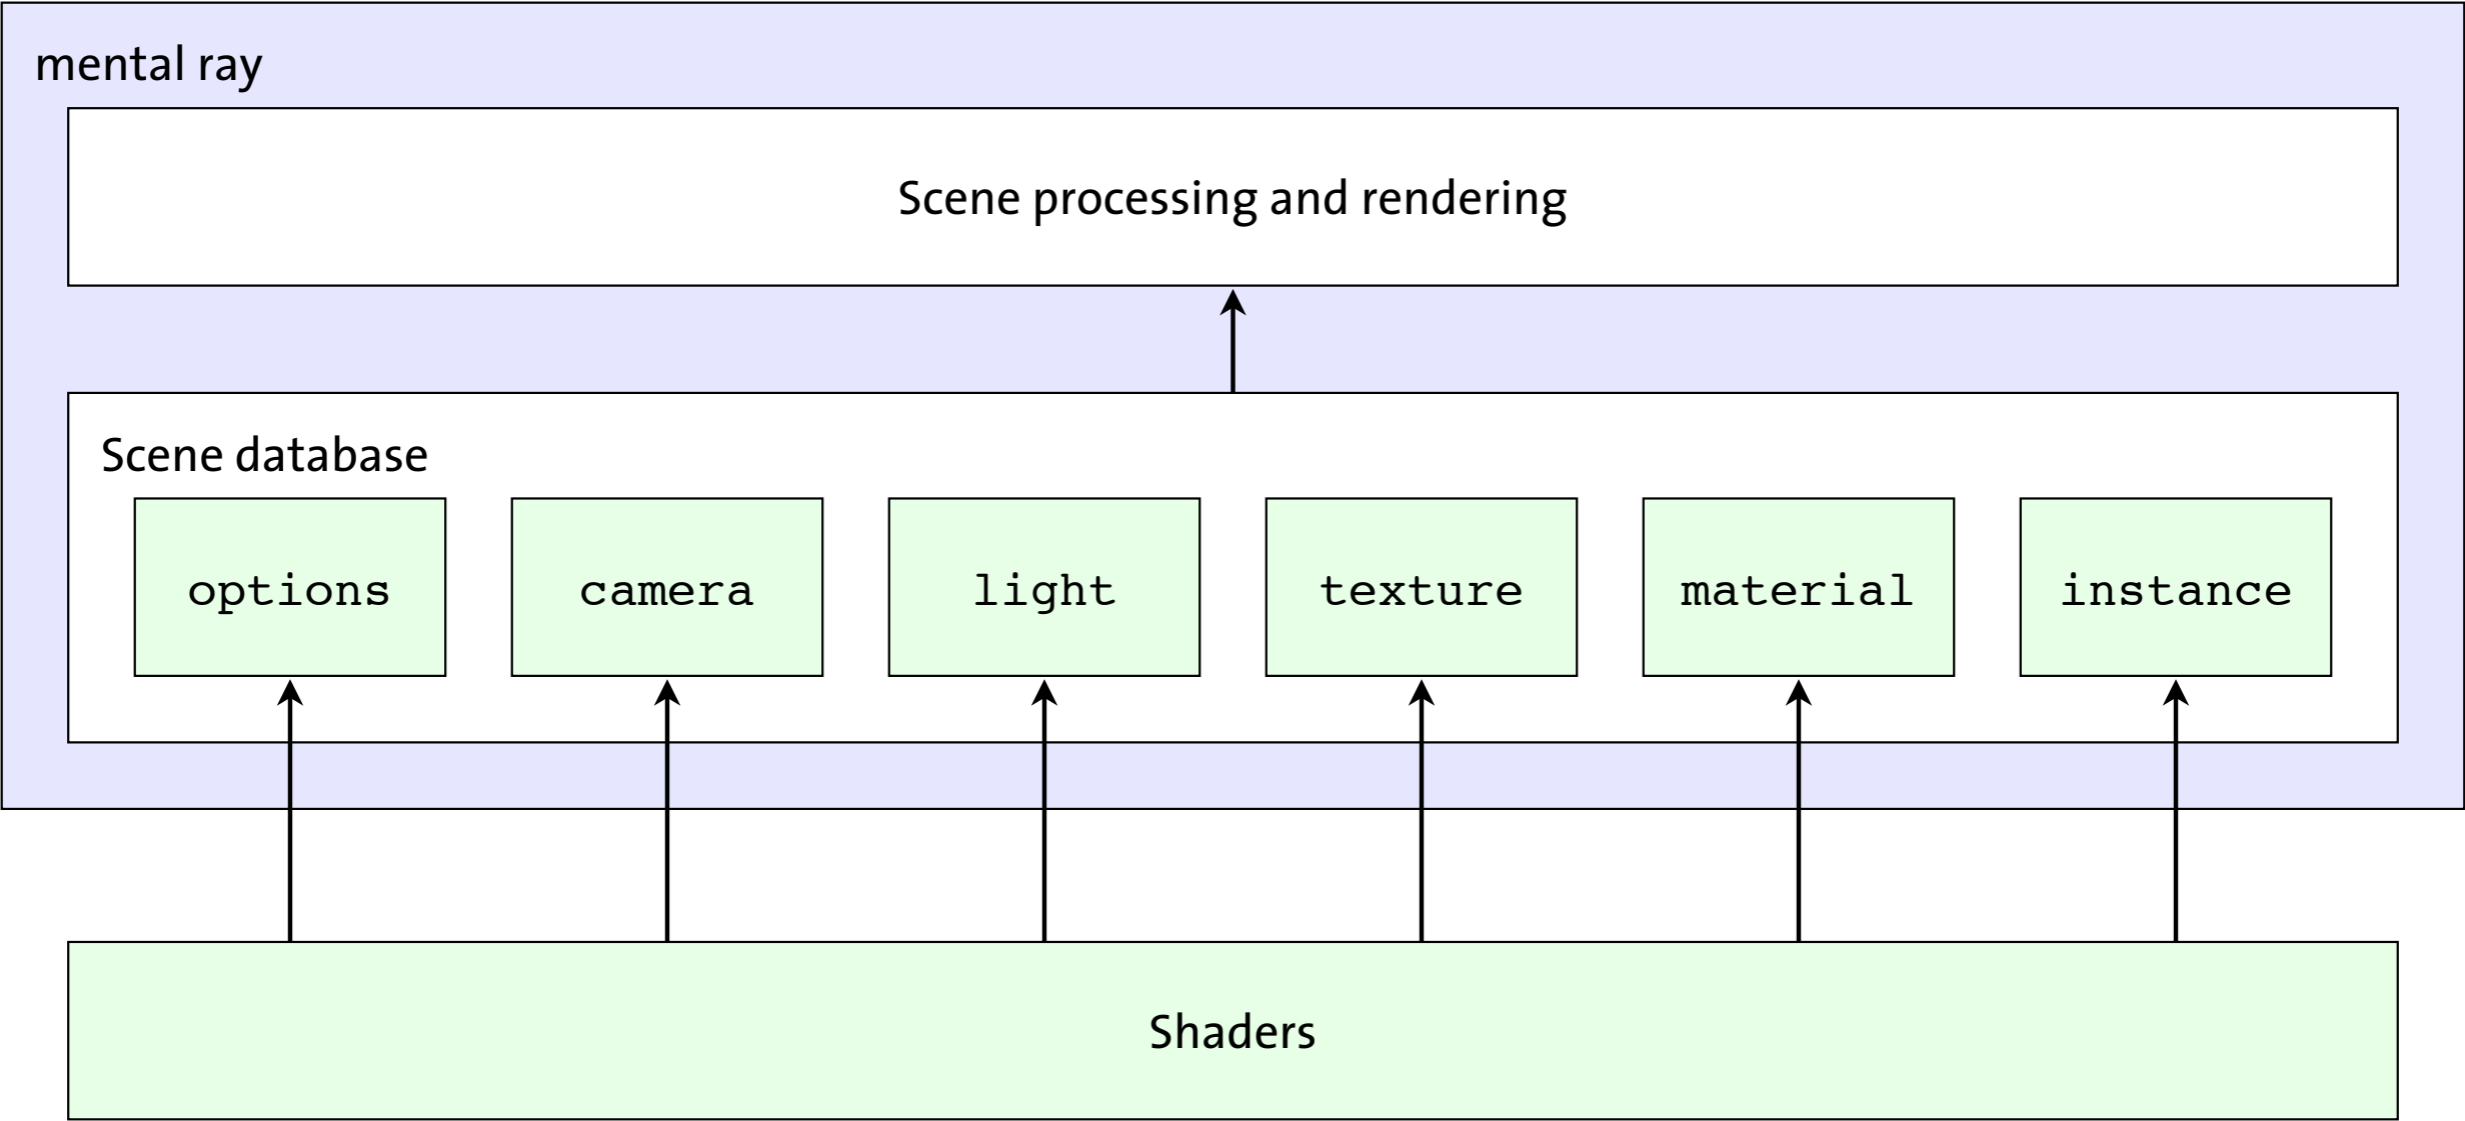 mental ray
Scene processing and rendering
Scene database
options
camera
light
texture
material
instance
Shaders